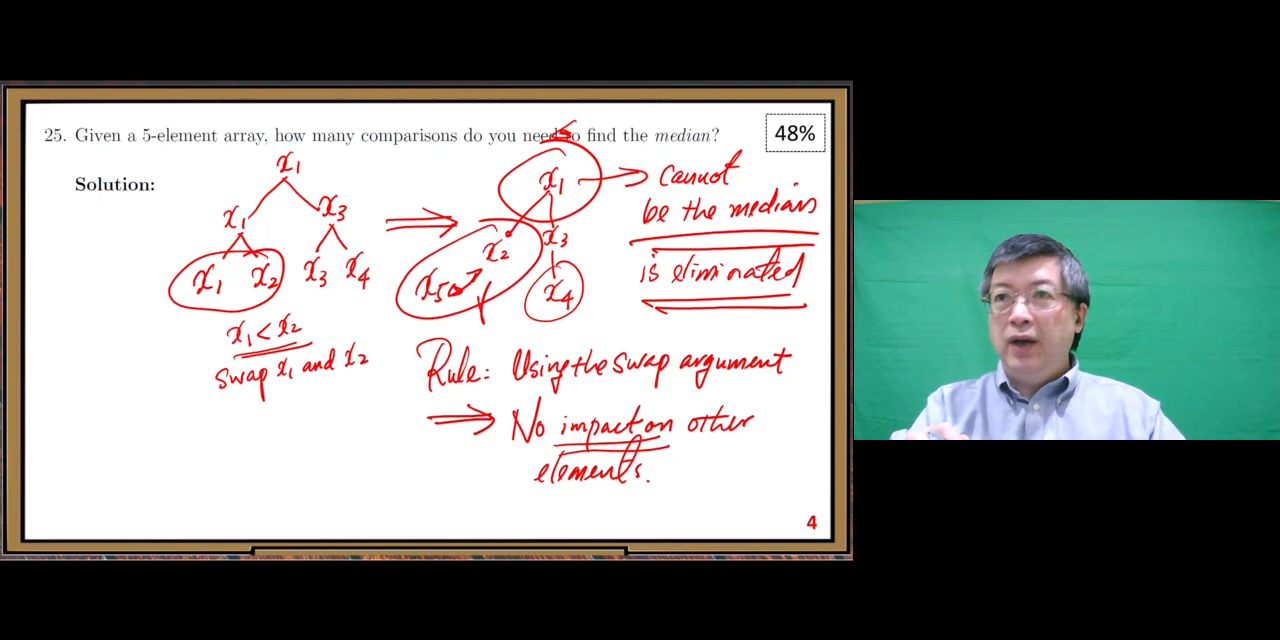 25. Given a 5-element array, how many comparisons do you need to find the median?
48%
Solution:
x1
x1 x3
x1 x2 x3 x4
x1 < x2
swap x1 and x2
x1
x2 x3
x5 x4
cannot
be the medians
is eliminated
Rule: Using the swap argument
⇒ No impact on other
elements.
4